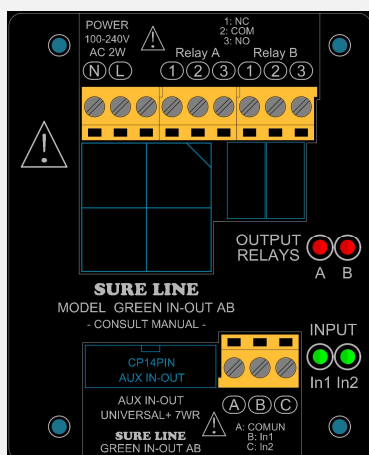 POWER
100-240V
AC 2W
1: NC
2: COM
3: NO
Relay A
Relay B
N L 1 2 3 1 2 3
OUTPUT
RELAYS
A B
SURE LINE
MODEL GREEN IN-OUT AB
- CONSULT MANUAL -
INPUT
In1 In2
CP14PIN
AUX IN-OUT
AUX IN-OUT
UNIVERSAL+ 7WR
SURE LINE
GREEN IN-OUT AB
A B C
A: COMUN
B: In1
C: In2